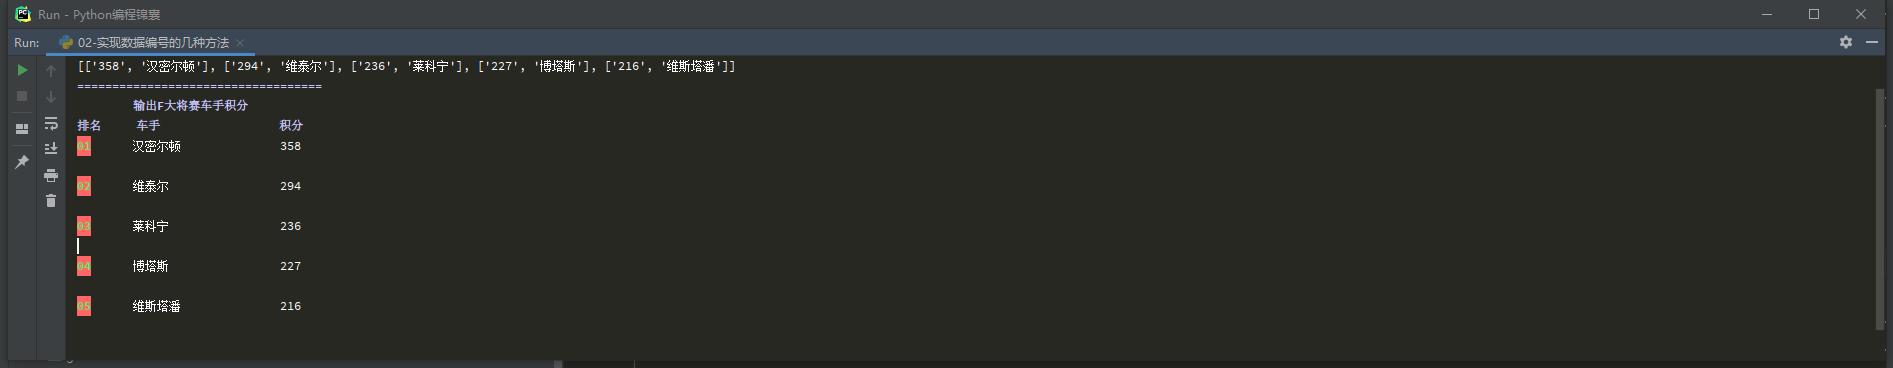 Run - Python编程锦囊
Run: 02-实现数据编号的几种方法
[['358', '汉密尔顿'], ['294', '维泰尔'], ['236', '莱科宁'], ['227', '博塔斯'], ['216', '维斯塔潘']]
===================================
输出F大将赛车手积分
排名 车手 积分
01 汉密尔顿 358
02 维泰尔 294
03 莱科宁 236
04 博塔斯 227
05 维斯塔潘 216